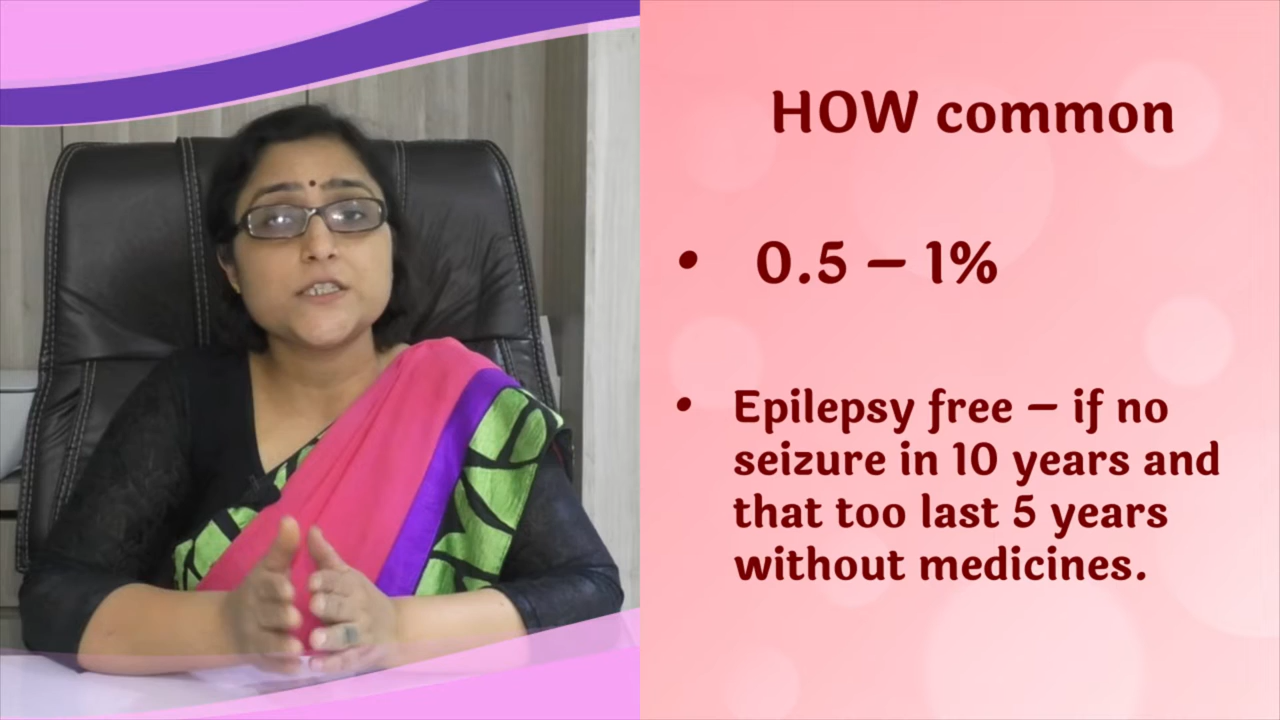 HOW common
• 0.5 – 1%
• Epilepsy free – if no
seizure in 10 years and
that too last 5 years
without medicines.